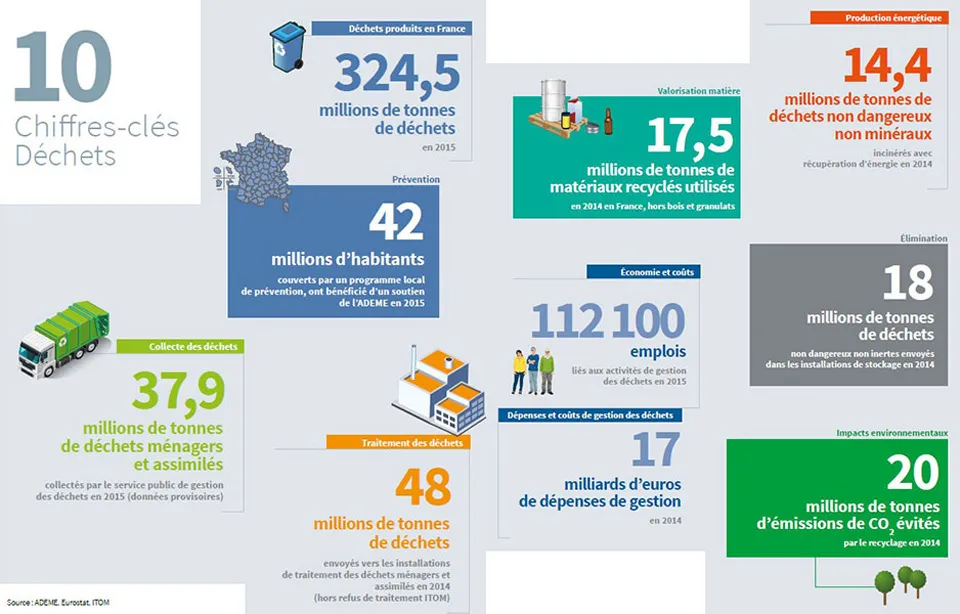 10
Chiffres-clés
Déchets
Déchets produits en France
324,5
millions de tonnes
de déchets
en 2015
Prévention
42
millions d'habitants
couverts par un programme local
de prévention, ont bénéficié d'un soutien
de l'ADEME en 2015
Collecte des déchets
37,9
millions de tonnes
de déchets ménagers
et assimilés
collectés par le service public de gestion
des déchets en 2015 (données provisoires)
Traitement des déchets
48
millions de tonnes
de déchets
envoyés vers les installations
de traitement des déchets ménagers et
assimilés en 2014
(hors refus de traitement ITOM)
Valorisation matière
17,5
millions de tonnes de
matériaux recyclés utilisés
en 2014 en France, hors bois et granulats
Économie et coûts
112 100
emplois
liés aux activités de gestion
des déchets en 2015
Dépenses et coûts de gestion des déchets
17
milliards d'euros
de dépenses de gestion
en 2014
Production énergétique
14,4
millions de tonnes de
déchets non dangereux
non minéraux
incinérés avec
récupération d'énergie en 2014
Élimination
18
millions de tonnes
de déchets
non dangereux non inertes envoyés
dans les installations de stockage en 2014
Impacts environnementaux
20
millions de tonnes
d'émissions de CO2 évités
par le recyclage en 2014
Source : ADEME, Eurostat, ITOM